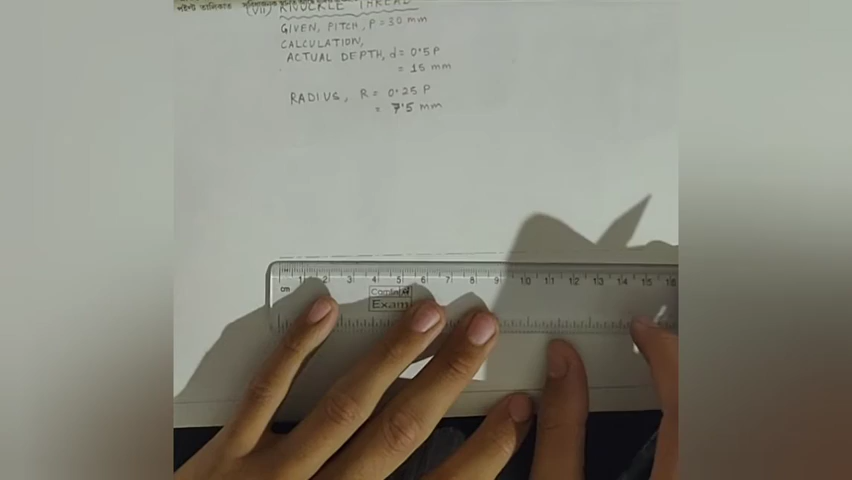 (VII) KNUCKLE THREAD
GIVEN, PITCH, P = 30 mm
CALCULATION,
ACTUAL DEPTH, d = 0.5P
= 15 mm
RADIUS, R = 0.25 P
= 7.5 mm
1 2 3 4 5 6 7 8 9 10 11 12 13 14 15 16
cm
Exam